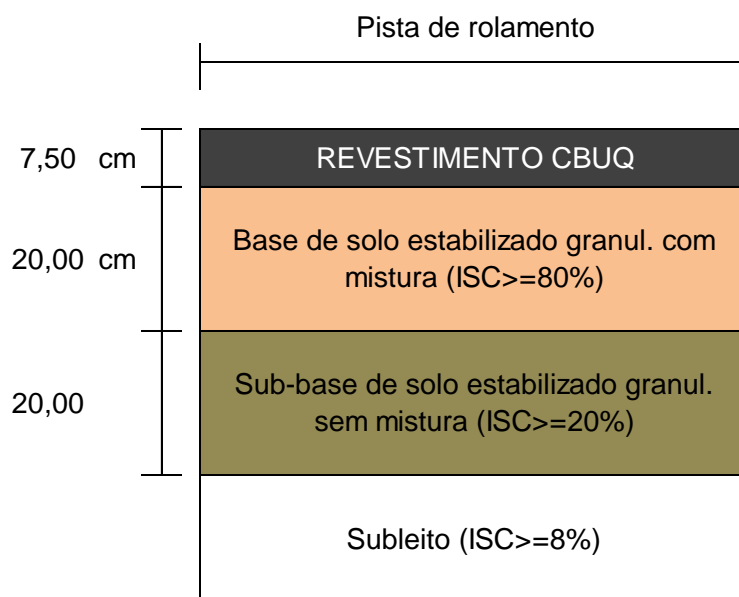 Pista de rolamento
7,50 cm
REVESTIMENTO CBUQ
20,00 cm
Base de solo estabilizado granul. com
mistura (ISC>=80%)
20,00
Sub-base de solo estabilizado granul.
sem mistura (ISC>=20%)
Subleito (ISC>=8%)